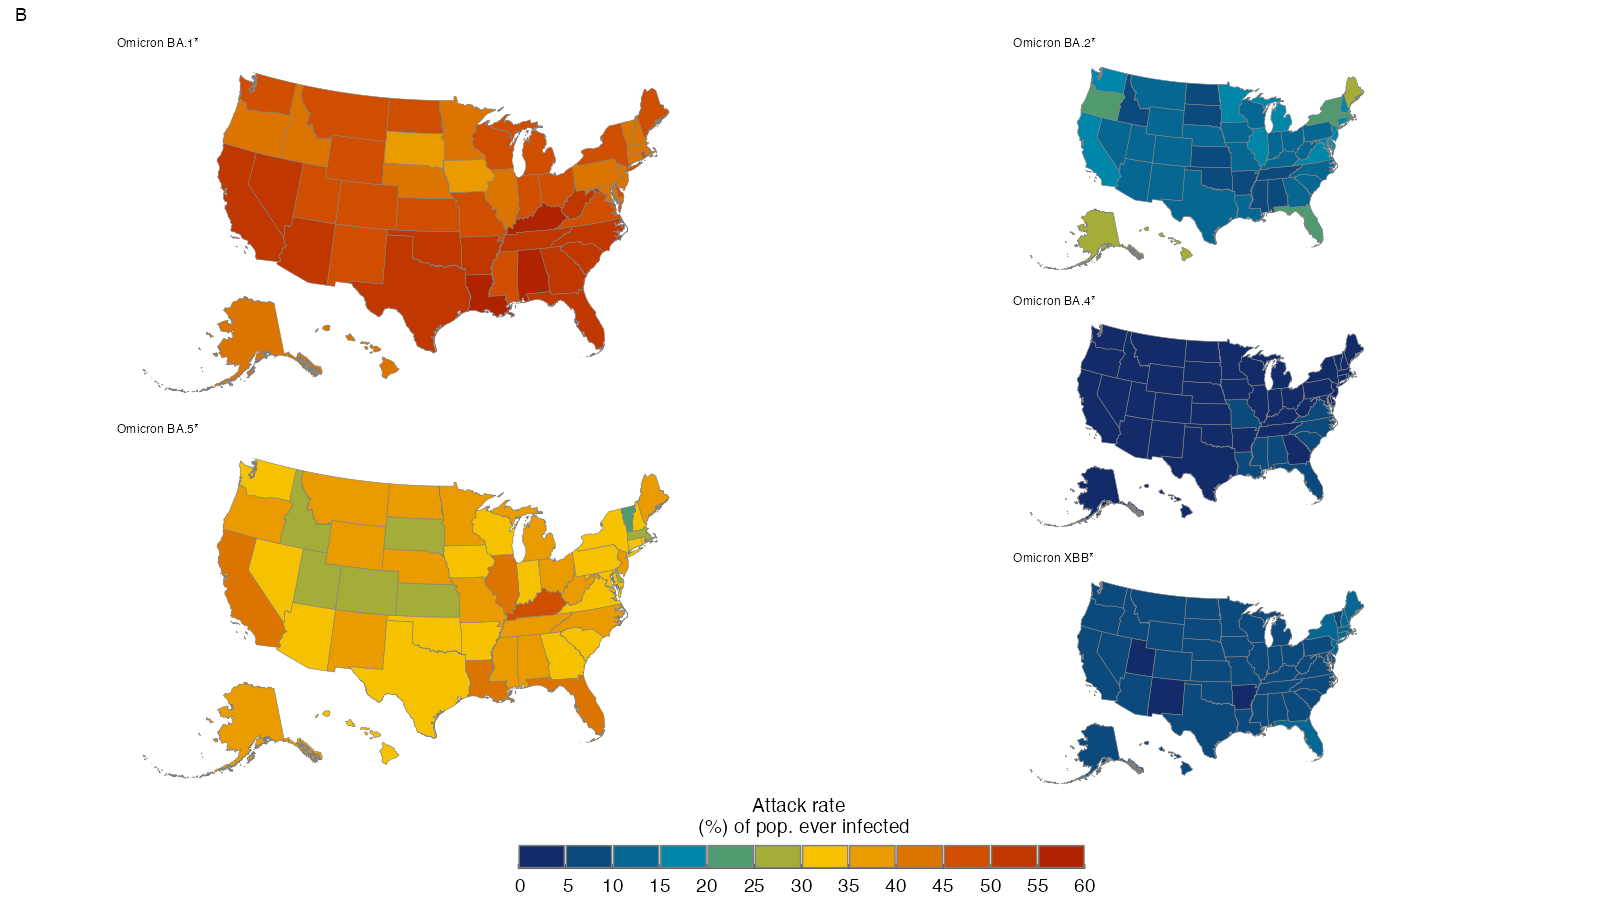 B
Omicron BA.1*
Omicron BA.2*
Omicron BA.4*
Omicron BA.5*
Omicron XBB*
Attack rate
(%) of pop. ever infected
0 5 10 15 20 25 30 35 40 45 50 55 60